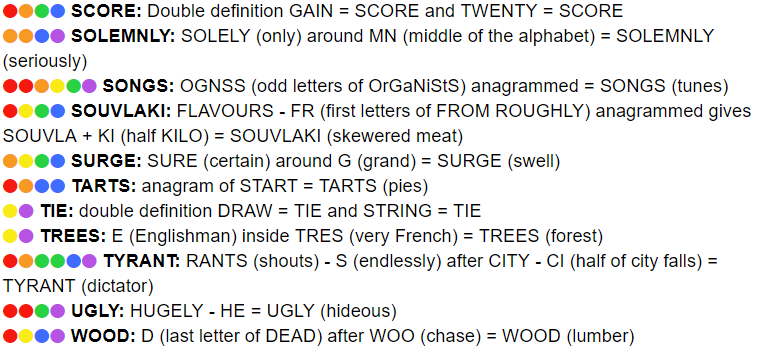 SCORE: Double definition GAIN = SCORE and TWENTY = SCORE
SOLEMNLY: SOLELY (only) around MN (middle of the alphabet) = SOLEMNLY
(seriously)
SONGS: OGNSS (odd letters of OrGaNiStS) anagrammed = SONGS (tunes)
SOUVLAKI: FLAVOURS - FR (first letters of FROM ROUGHLY) anagrammed gives
SOUVLA + KI (half KILO) = SOUVLAKI (skewered meat)
SURGE: SURE (certain) around G (grand) = SURGE (swell)
TARTS: anagram of START = TARTS (pies)
TIE: double definition DRAW = TIE and STRING = TIE
TREES: E (Englishman) inside TRES (very French) = TREES (forest)
TYRANT: RANTS (shouts) - S (endlessly) after CITY - CI (half of city falls) =
TYRANT (dictator)
UGLY: HUGELY - HE = UGLY (hideous)
WOOD: D (last letter of DEAD) after WOO (chase) = WOOD (lumber)